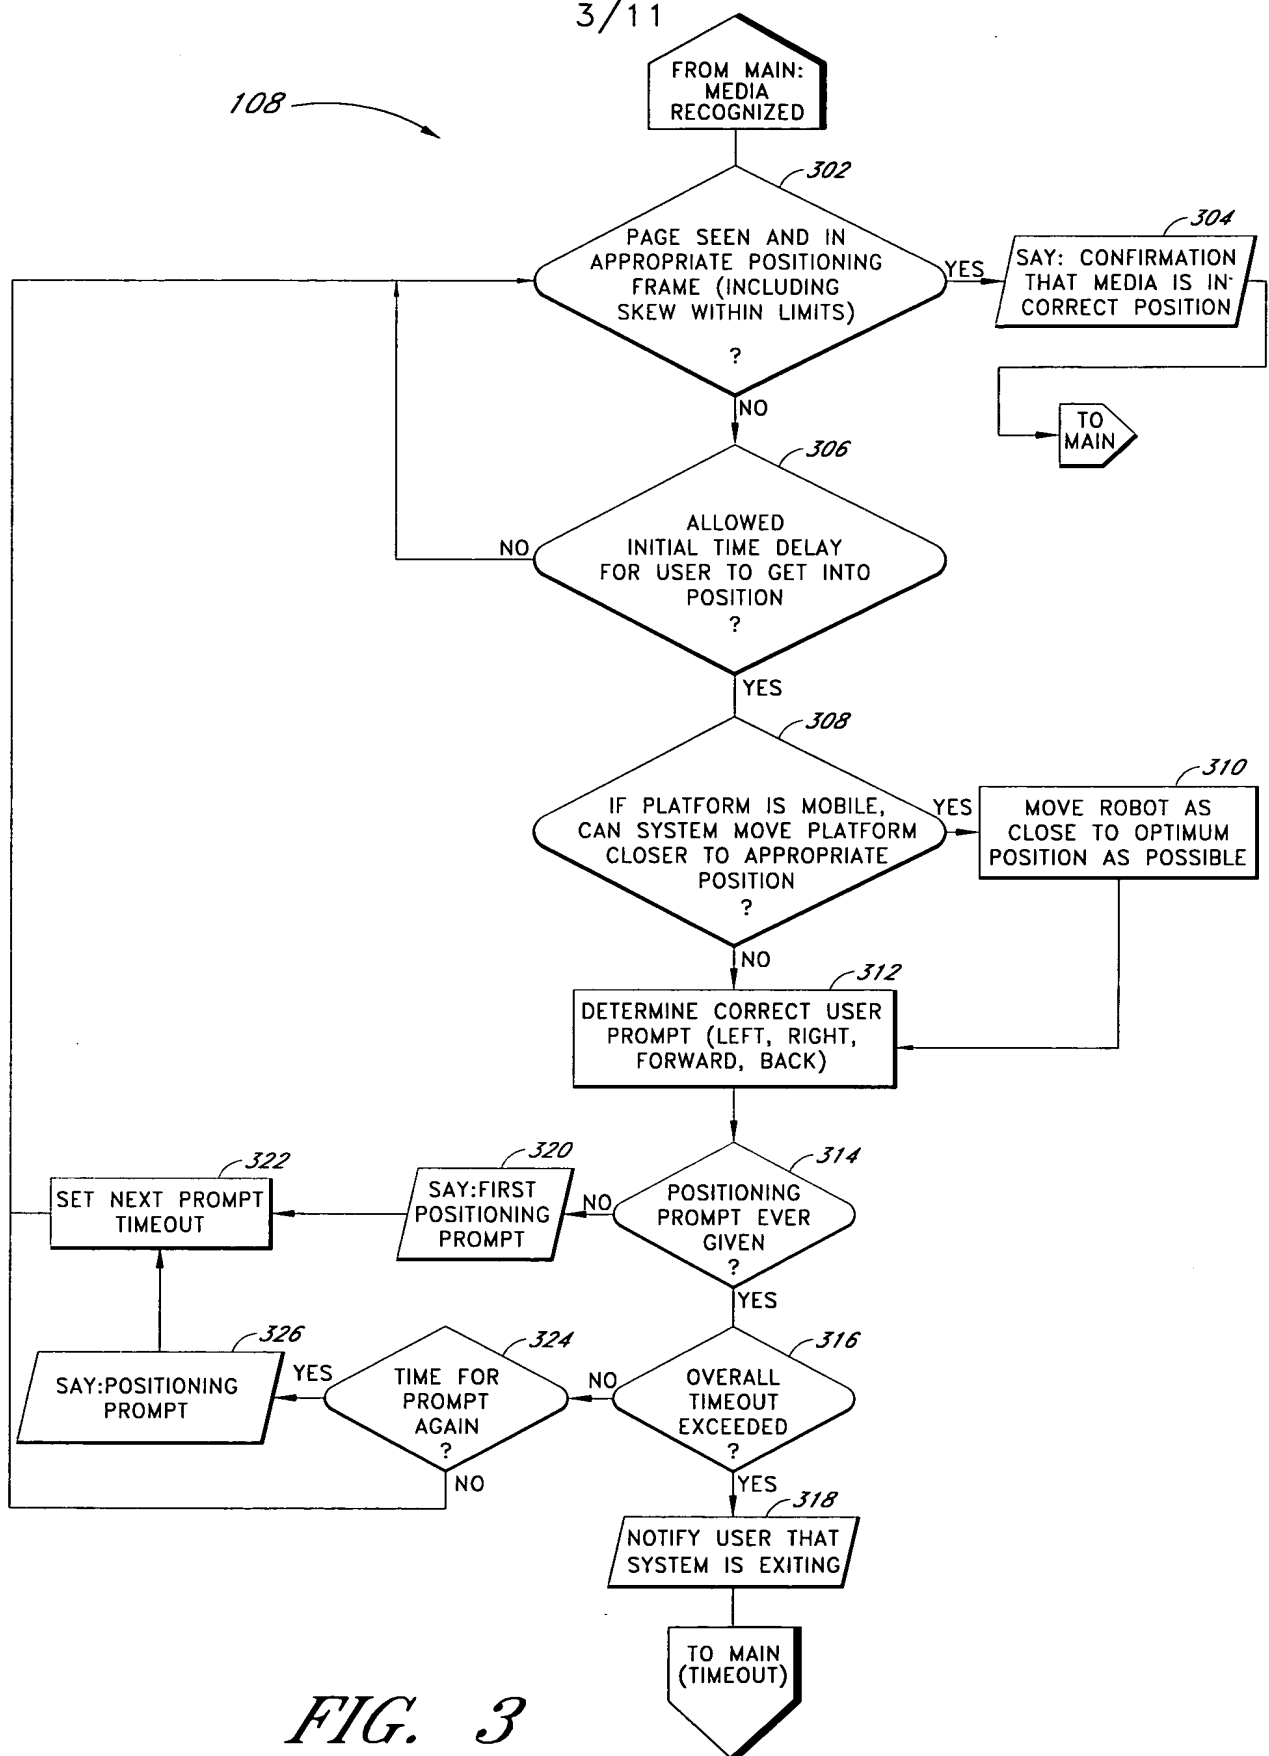 3/11
FROM MAIN:
MEDIA
RECOGNIZED
108
302
PAGE SEEN AND IN
APPROPRIATE POSITIONING
FRAME (INCLUDING
SKEW WITHIN LIMITS)
?
YES
304
SAY: CONFIRMATION
THAT MEDIA IS IN-
CORRECT POSITION
TO
MAIN
NO
306
ALLOWED
INITIAL TIME DELAY
FOR USER TO GET INTO
POSITION
?
NO
YES
308
IF PLATFORM IS MOBILE,
CAN SYSTEM MOVE PLATFORM
CLOSER TO APPROPRIATE
POSITION
?
YES
310
MOVE ROBOT AS
CLOSE TO OPTIMUM
POSITION AS POSSIBLE
NO
312
DETERMINE CORRECT USER
PROMPT (LEFT, RIGHT,
FORWARD, BACK)
314
POSITIONING
PROMPT EVER
GIVEN
?
NO
320
SAY:FIRST
POSITIONING
PROMPT
322
SET NEXT PROMPT
TIMEOUT
YES
316
OVERALL
TIMEOUT
EXCEEDED
?
NO
324
TIME FOR
PROMPT
AGAIN
?
YES
326
SAY:POSITIONING
PROMPT
NO
YES
318
NOTIFY USER THAT
SYSTEM IS EXITING
TO MAIN
(TIMEOUT)
FIG. 3